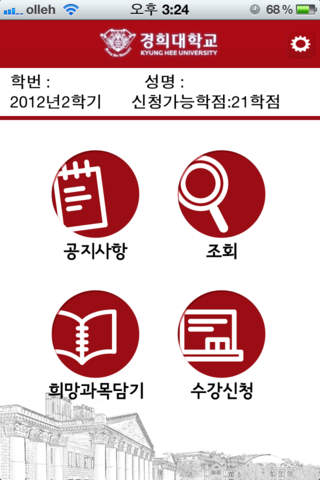 olleh 오후 3:24 68 %
경희대학교
KYUNG HEE UNIVERSITY
학번 : 성명 :
2012년2학기 신청가능학점:21학점
공지사항 조회
희망과목담기 수강신청